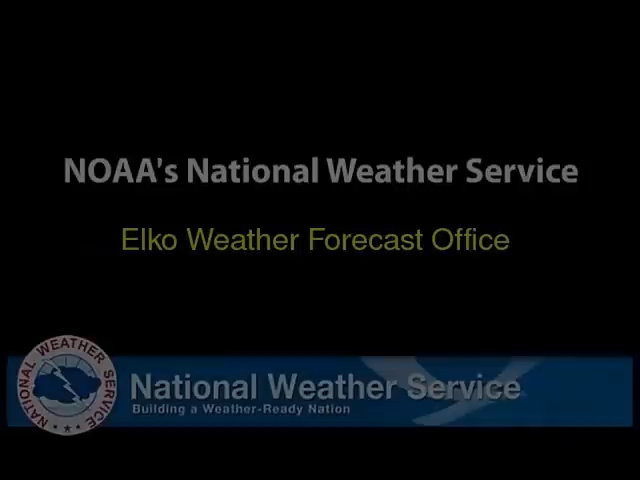 NOAA's National Weather Service
Elko Weather Forecast Office
NATIONAL WEATHER SERVICE
National Weather Service
Building a Weather-Ready Nation